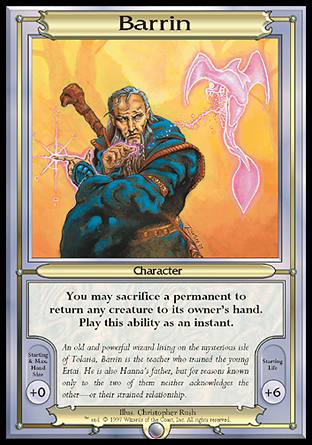 Barrin
Character
You may sacrifice a permanent to
return any creature to its owner's hand.
Play this ability as an instant.
An old and powerful wizard living on the mysterious isle
of Tolaria, Barrin is the teacher who trained the young
Ertai. He is also Hanna's father, but for reasons known
only to the two of them neither acknowledges the
other—or their strained relationship.
Starting
& Max.
Hand
Size
+0
Starting
Life
+6
Illus. Christopher Rush
™ and © 1997 Wizards of the Coast, Inc. All rights reserved.